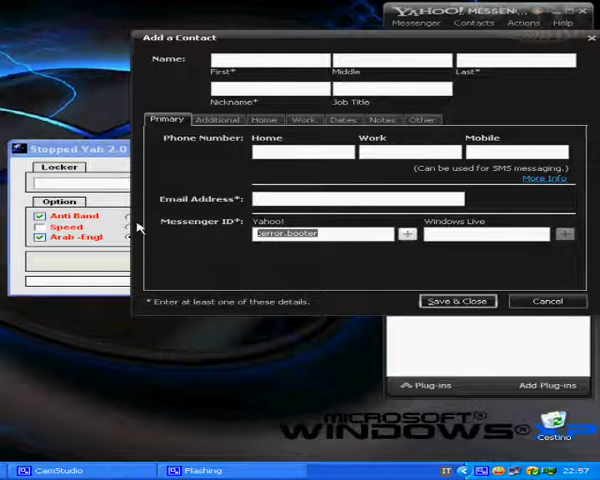 YAHOO! MESSEN
Messenger Contacts Actions Help
Add a Contact
Name:
First* Middle Last*
Nickname* Job Title
Primary Additional Home Work Dates Notes Other
Phone Number: Home Work Mobile
(Can be used for SMS messaging.)
More Info
Email Address*:
Messenger ID*: Yahoo! Windows Live
terror.booter
* Enter at least one of these details. Save & Close Cancel
Stopped Yah 2.0
Locker
Option
Anti Band
Speed
Arab -Engl
Plug-ins Add Plug-ins
MICROSOFT®
WINDOWS® XP
Cestino
CamStudio Flashing IT 22:57